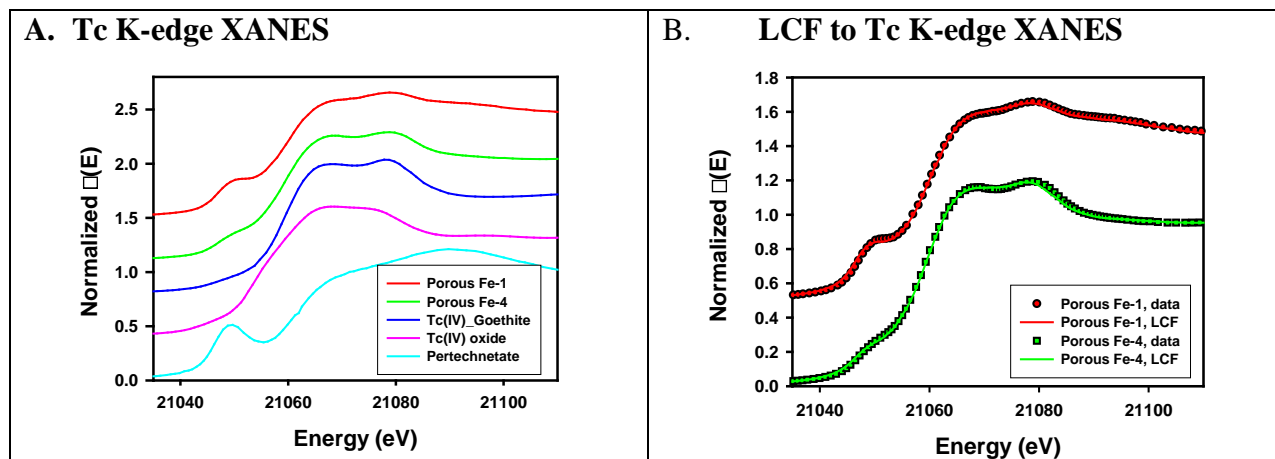 A. Tc K-edge XANES
Normalized □(E)
2.5
2.0
1.5
1.0
0.5
0.0
Porous Fe-1
Porous Fe-4
Tc(IV)_Goethite
Tc(IV) oxide
Pertechnetate
21040 21060 21080 21100
Energy (eV)
B. LCF to Tc K-edge XANES
Normalized □(E)
1.8
1.6
1.4
1.2
1.0
0.8
0.6
0.4
0.2
0.0
Porous Fe-1, data
Porous Fe-1, LCF
Porous Fe-4, data
Porous Fe-4, LCF
21040 21060 21080 21100
Energy (eV)